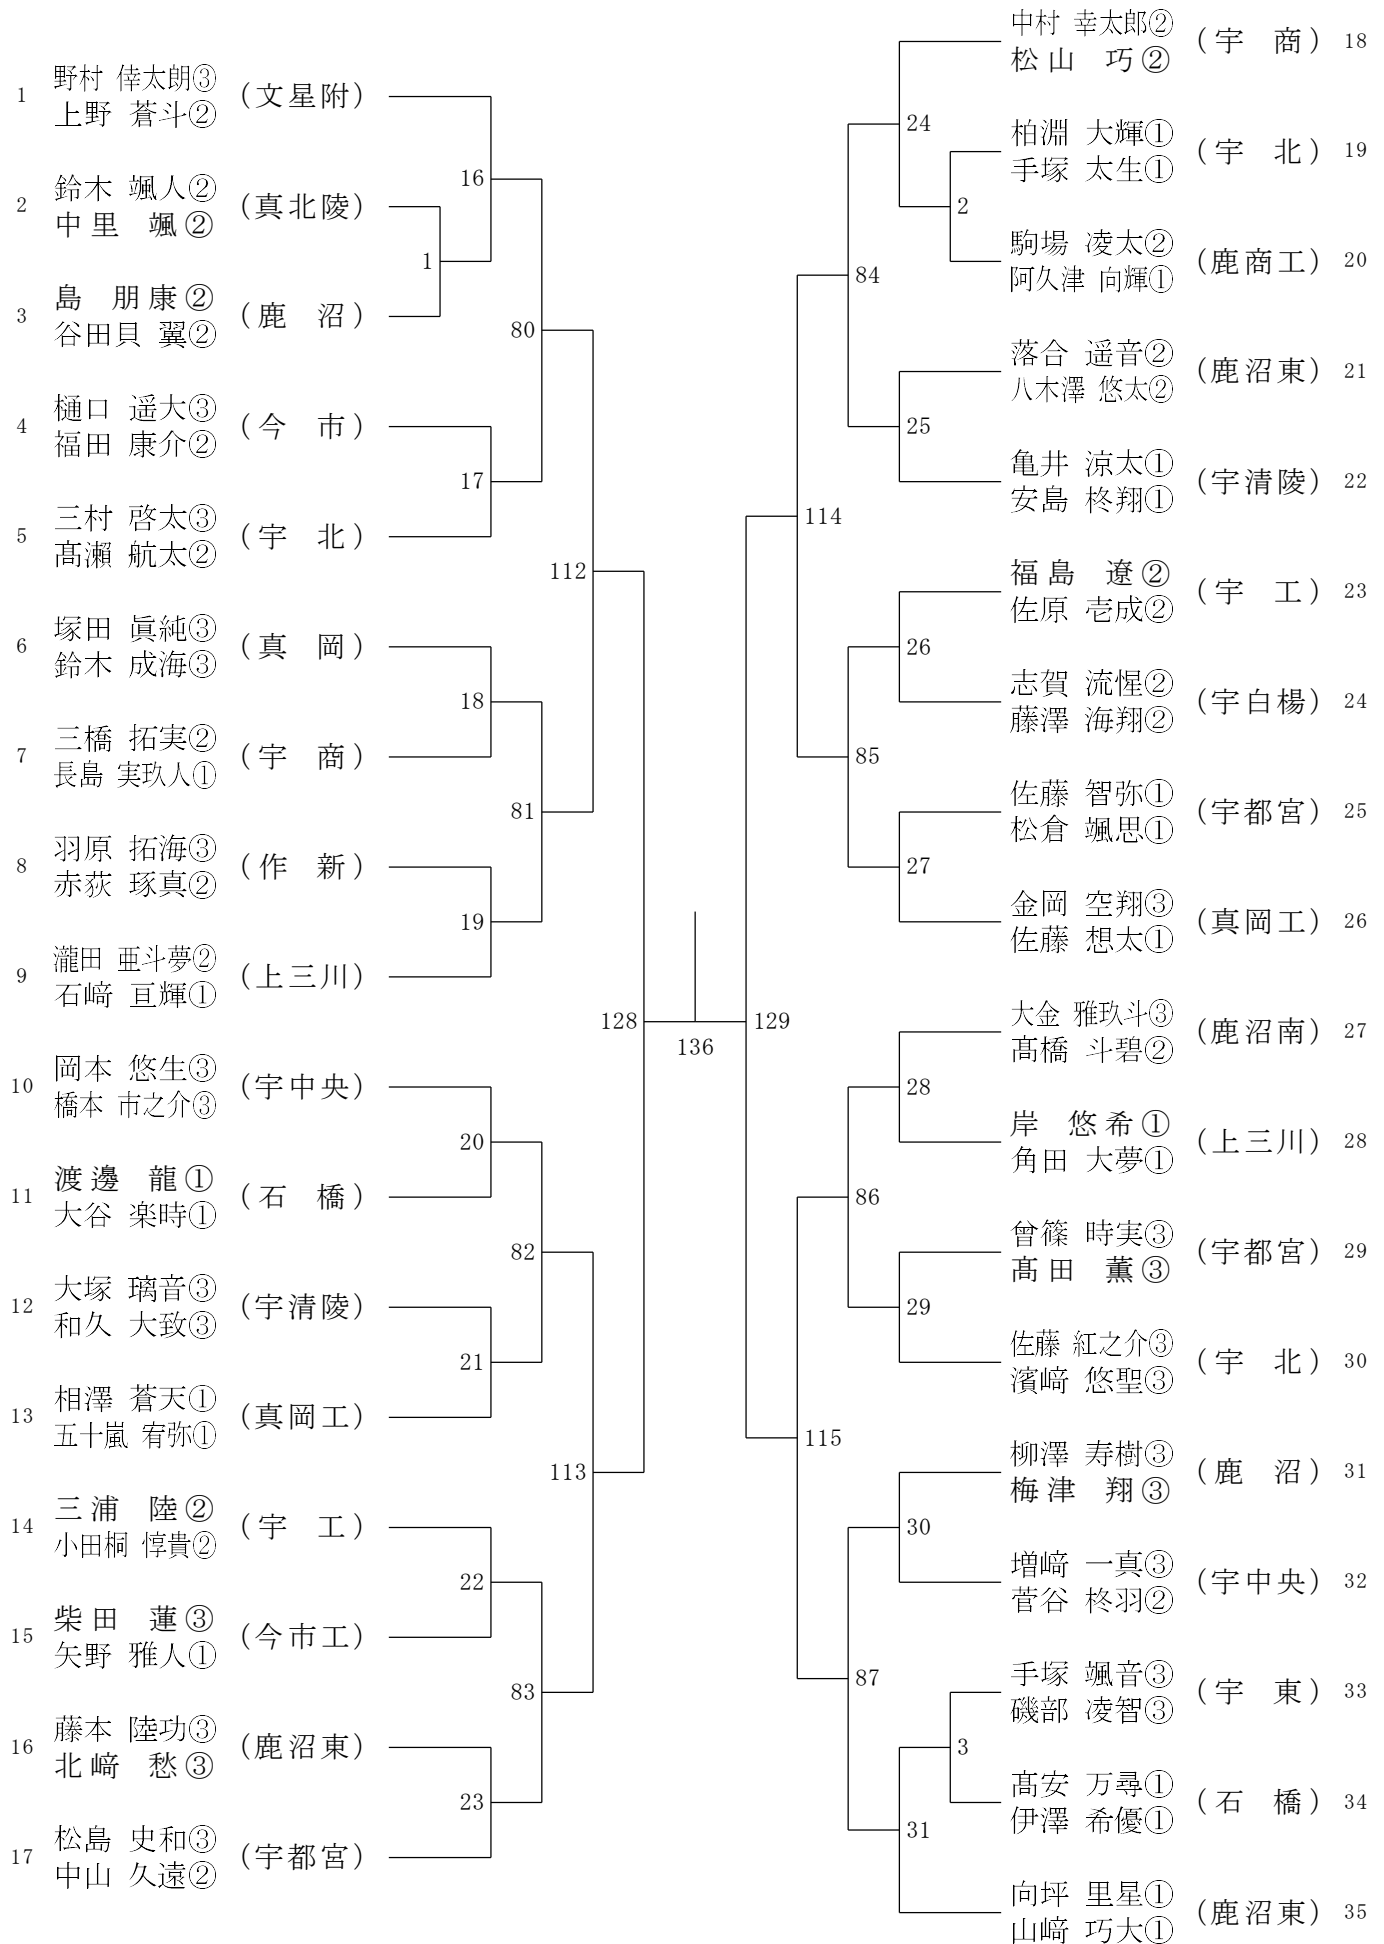 1 野村 倖太朗③ (文星附)
上野 蒼斗②
2 鈴木 颯人② (真北陵)
中里 颯②
3 島 朋康② (鹿 沼)
谷田貝 翼②
4 樋口 遥大③ (今 市)
福田 康介②
5 三村 啓太③ (宇 北)
髙瀨 航太②
6 塚田 眞純③ (真 岡)
鈴木 成海③
7 三橋 拓実② (宇 商)
長島 実玖人①
8 羽原 拓海③ (作 新)
赤荻 琢真②
9 瀧田 亜斗夢② (上三川)
石﨑 亘輝①
10 岡本 悠生③ (宇中央)
橋本 市之介③
11 渡邊 龍① (石 橋)
大谷 楽時①
12 大塚 璃音③ (宇清陵)
和久 大致③
13 相澤 蒼天① (真岡工)
五十嵐 宥弥①
14 三浦 陸② (宇 工)
小田桐 惇貴②
15 柴田 蓮③ (今市工)
矢野 雅人①
16 藤本 陸功③ (鹿沼東)
北﨑 愁③
17 松島 史和③ (宇都宮)
中山 久遠②
1
16
17
18
19
20
21
22
23
80
81
82
83
112
113
128
136
129
114
115
84
85
86
87
24
25
26
27
28
29
30
31
2
3
中村 幸太郎② (宇 商) 18
松山 巧②
柏淵 大輝① (宇 北) 19
手塚 太生①
駒場 凌太② (鹿商工) 20
阿久津 向輝①
落合 遥音② (鹿沼東) 21
八木澤 悠太②
亀井 涼太① (宇清陵) 22
安島 柊翔①
福島 遼② (宇 工) 23
佐原 壱成②
志賀 流惺② (宇白楊) 24
藤澤 海翔②
佐藤 智弥① (宇都宮) 25
松倉 颯思①
金岡 空翔③ (真岡工) 26
佐藤 想太①
大金 雅玖斗③ (鹿沼南) 27
髙橋 斗碧②
岸 悠希① (上三川) 28
角田 大夢①
曾篠 時実③ (宇都宮) 29
髙田 薫③
佐藤 紅之介③ (宇 北) 30
濱﨑 悠聖③
柳澤 寿樹③ (鹿 沼) 31
梅津 翔③
増﨑 一真③ (宇中央) 32
菅谷 柊羽②
手塚 颯音③ (宇 東) 33
磯部 凌智③
髙安 万尋① (石 橋) 34
伊澤 希優①
向坪 里星① (鹿沼東) 35
山﨑 巧大①